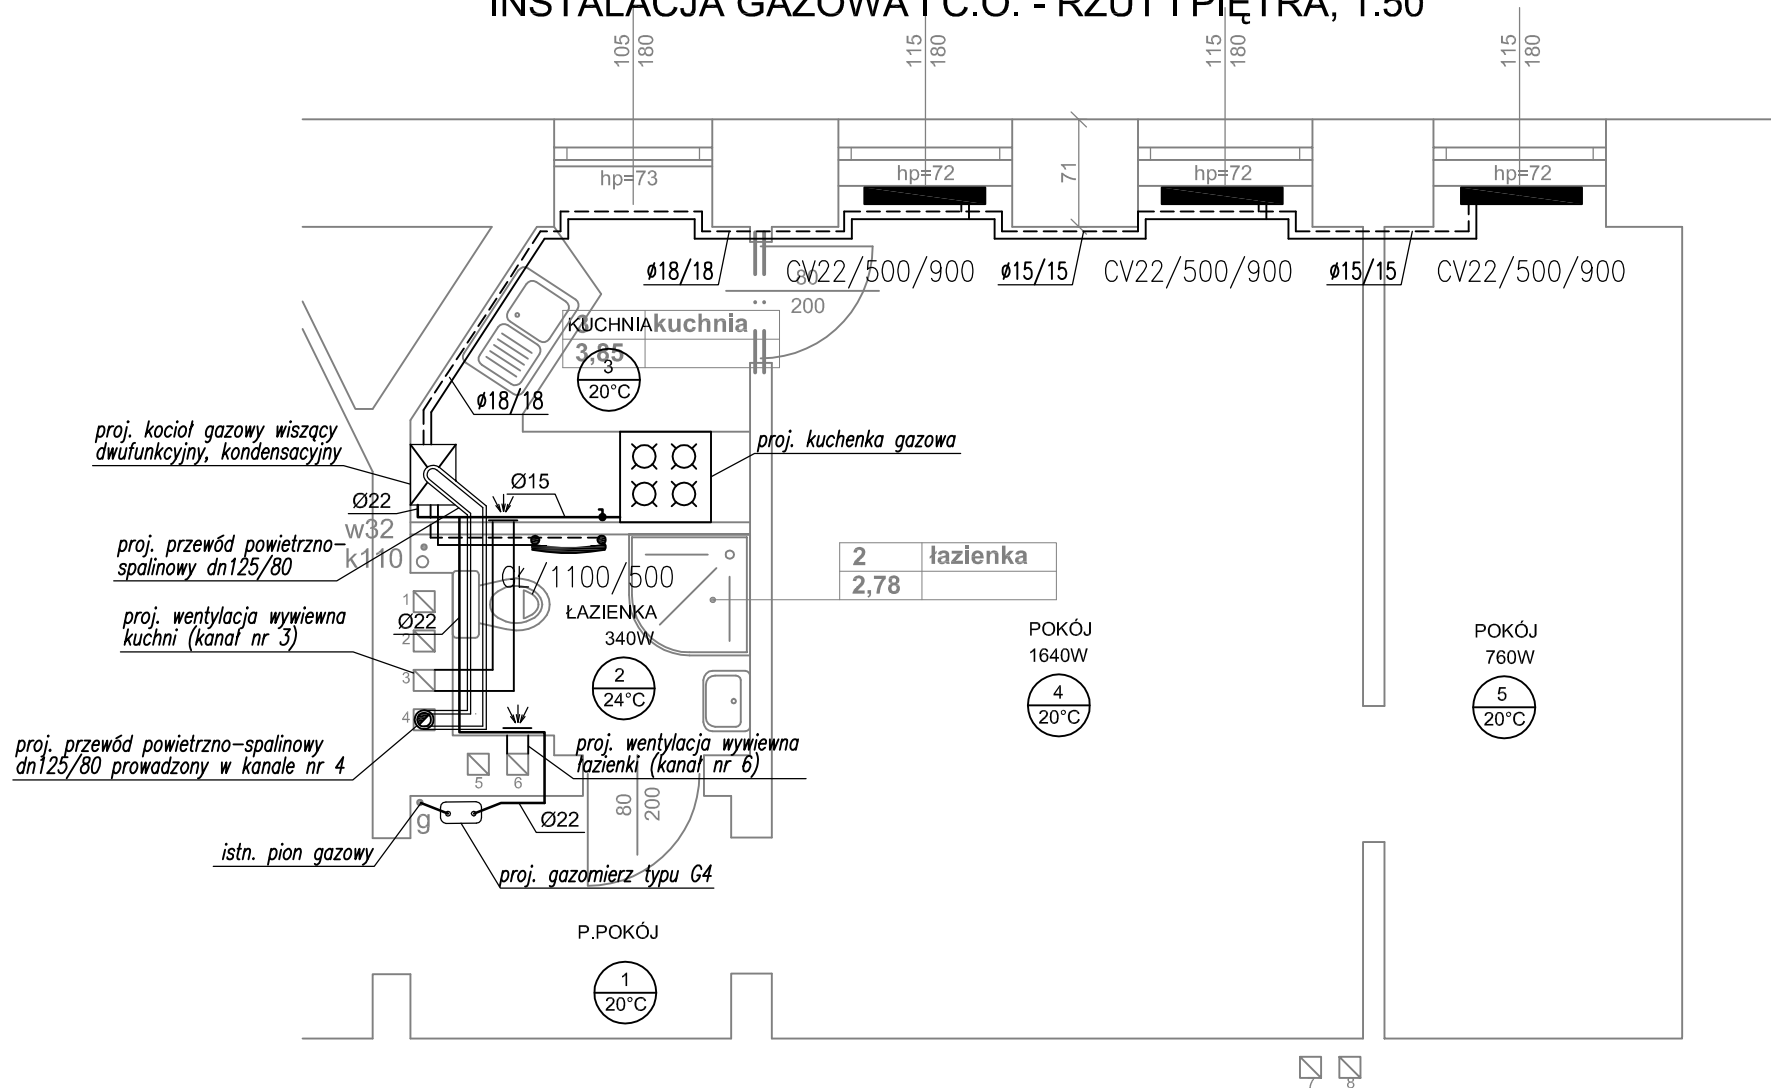 INSTALACJA GAZOWA I C.O. - RZUT I PIĘTRA, 1:50
105
180
115
180
115
180
115
180
hp=73
hp=72
hp=72
hp=72
71
ø18/18
CV22/500/900
ø15/15
CV22/500/900
ø15/15
CV22/500/900
80
200
KUCHNIA
3
kuchnia
3,85
3
20°C
ø18/18
proj. kocioł gazowy wiszący
dwufunkcyjny, kondensacyjny
proj. kuchenka gazowa
Ø15
Ø22
w32
k110
proj. przewód powietrzno-
spalinowy dn125/80
2
łazienka
2,78
CŁ/1100/500
ŁAZIENKA
340W
1
2
3
4
Ø22
proj. wentylacja wywiewna
kuchni (kanał nr 3)
2
24°C
POKÓJ
1640W
4
20°C
POKÓJ
760W
5
20°C
proj. przewód powietrzno-spalinowy
dn125/80 prowadzony w kanale nr 4
proj. wentylacja wywiewna
łazienki (kanał nr 6)
5
6
80
200
g
Ø22
istn. pion gazowy
proj. gazomierz typu G4
P.POKÓJ
1
20°C
7
8